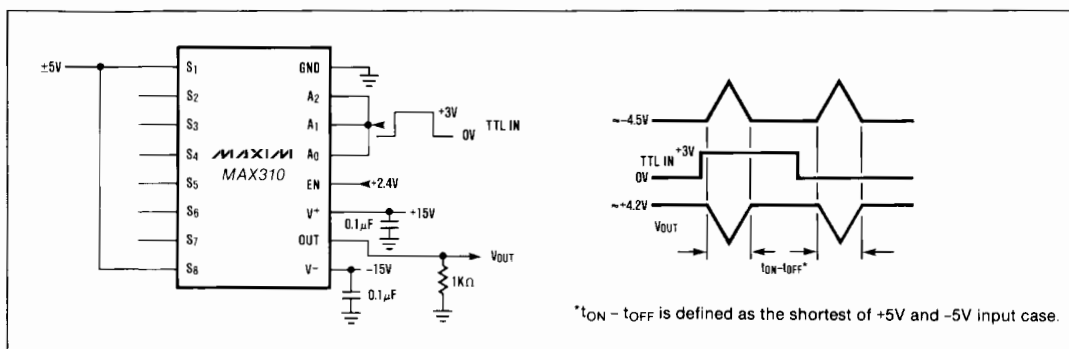 ±5V
S1
S2
S3
S4
S5
S6
S7
S8
MAXIM
MAX310
GND
A2
A1
A0
EN
V+
OUT
V−
+3V
0V
TTL IN
+2.4V
+15V
0.1µF
VOUT
−15V
0.1µF
1KΩ
≈−4.5V
TTL IN
+3V
0V
≈+4.2V
VOUT
tON−tOFF*
*tON − tOFF is defined as the shortest of +5V and −5V input case.